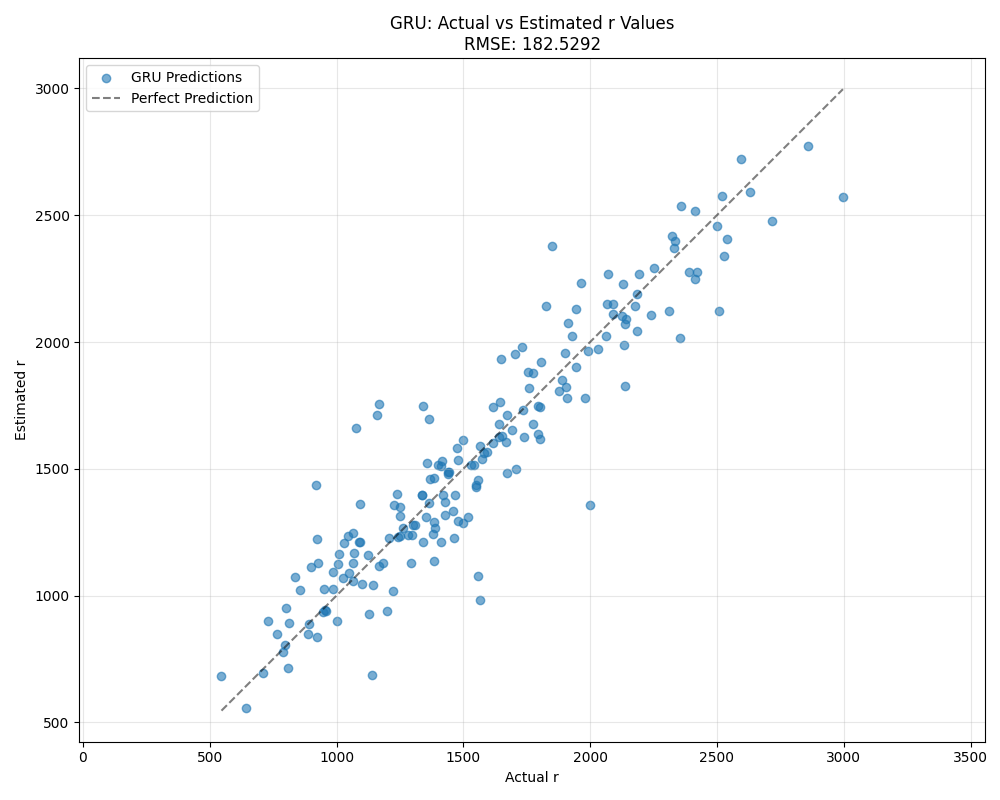 GRU: Actual vs Estimated r Values
RMSE: 182.5292
GRU Predictions
Perfect Prediction
3000
2500
2000
1500
1000
500
Estimated r
0 500 1000 1500 2000 2500 3000 3500
Actual r